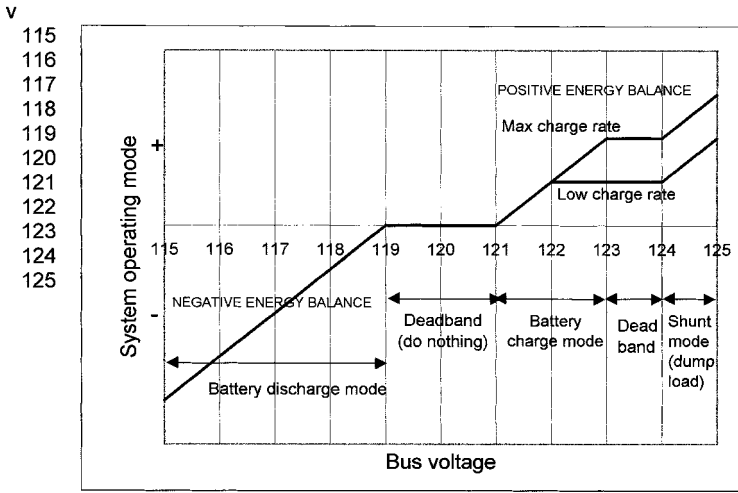 V
115
116
117
118
119
120
121
122
123
124
125
POSITIVE ENERGY BALANCE
Max charge rate
Low charge rate
System operating mode
+
-
115 116 117 118 119 120 121 122 123 124 125
NEGATIVE ENERGY BALANCE
Deadband
(do nothing)
Battery
charge mode
Dead
band
Shunt
mode
(dump
load)
Battery discharge mode
Bus voltage